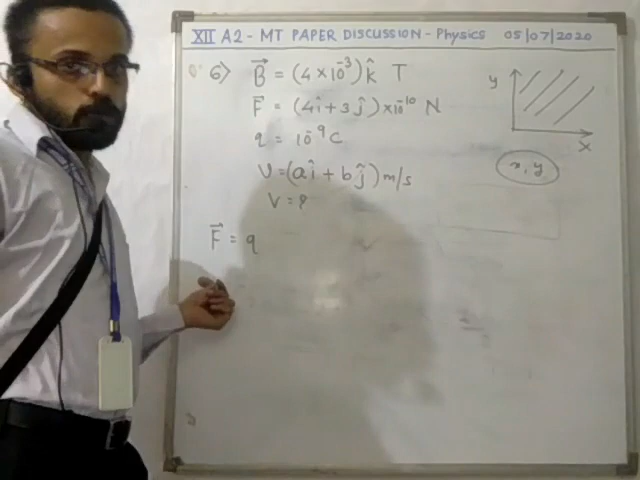 XII A2 - MT PAPER DISCUSSION - Physics 05/07/2020
6) B⃗ = (4×10⁻³) k̂ T
F⃗ = (4î + 3ĵ) ×10⁻¹⁰ N
q = 10⁻⁹ C
V = (aî + bĵ) m/s
V = ?
F⃗ = q
y
x
x, y